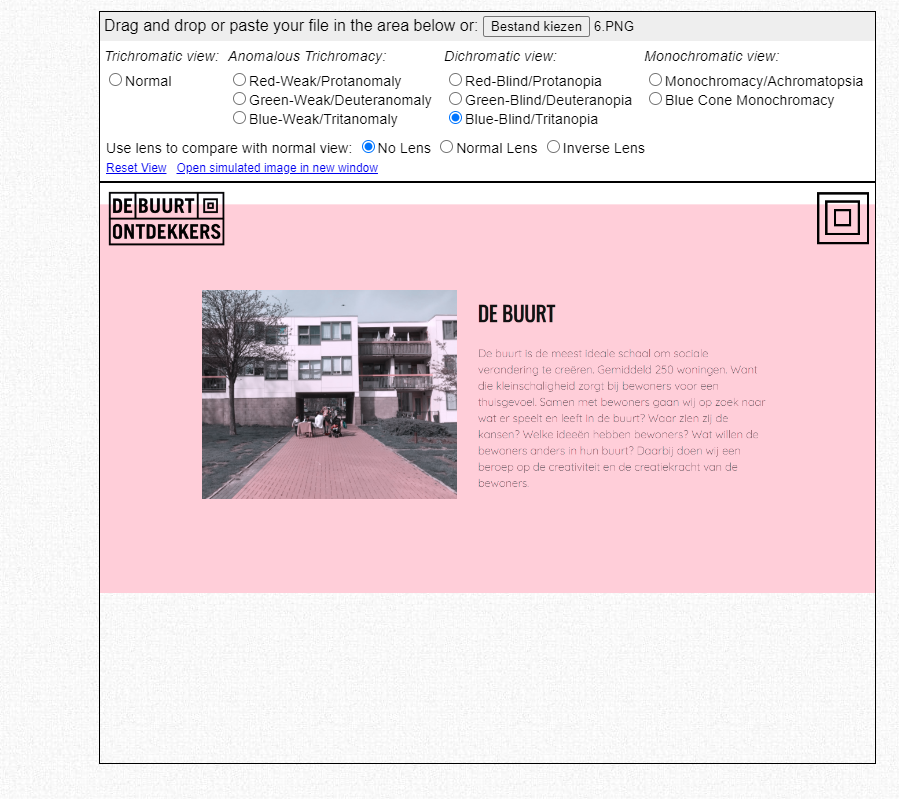 Drag and drop or paste your file in the area below or: Bestand kiezen 6.PNG
Trichromatic view: Anomalous Trichromacy: Dichromatic view: Monochromatic view:
Normal Red-Weak/Protanomaly Red-Blind/Protanopia Monochromacy/Achromatopsia
Green-Weak/Deuteranomaly Green-Blind/Deuteranopia Blue Cone Monochromacy
Blue-Weak/Tritanomaly Blue-Blind/Tritanopia
Use lens to compare with normal view: No Lens Normal Lens Inverse Lens
Reset View Open simulated image in new window
DE BUURT
ONTDEKKERS
DE BUURT
De buurt is de meest ideale schaal om sociale
verandering te creëren. Gemiddeld 250 woningen. Want
die kleinschaligheid zorgt bij bewoners voor een
thuisgevoel. Samen met bewoners gaan wij op zoek naar
wat er speelt en leeft in de buurt? Waar zien zij de
kansen? Welke ideeën hebben bewoners? Wat willen de
bewoners anders in hun buurt? Daarbij doen wij een
beroep op de creativiteit en de creatiekracht van de
bewoners.